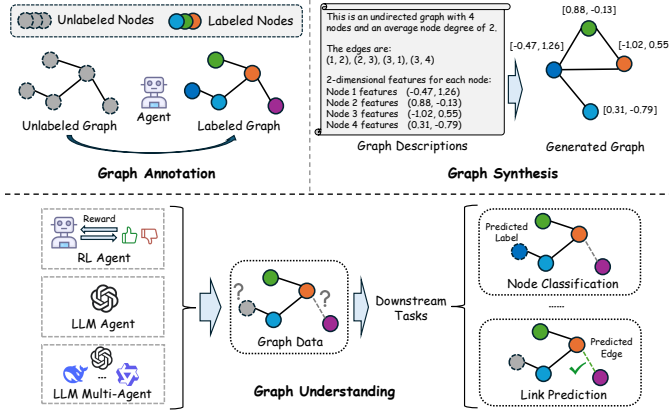 Unlabeled Nodes
Labeled Nodes
Unlabeled Graph
Agent
Labeled Graph
Graph Annotation
This is an undirected graph with 4
nodes and an average node degree of 2.
The edges are:
(1, 2), (2, 3), (3, 1), (3, 4)
2-dimensional features for each node:
Node 1 features (-0.47, 1.26)
Node 2 features (0.88, -0.13)
Node 3 features (-1.02, 0.55)
Node 4 features (0.31, -0.79)
Graph Descriptions
[0.88, -0.13]
[-0.47, 1.26]
[-1.02, 0.55
[0.31, -0.79]
Generated Graph
Graph Synthesis
Reward
RL Agent
LLM Agent
...
LLM Multi-Agent
?
?
Graph Data
Graph Understanding
Downstream
Tasks
Predicted
Label
Node Classification
......
Predicted
Edge
Link Prediction